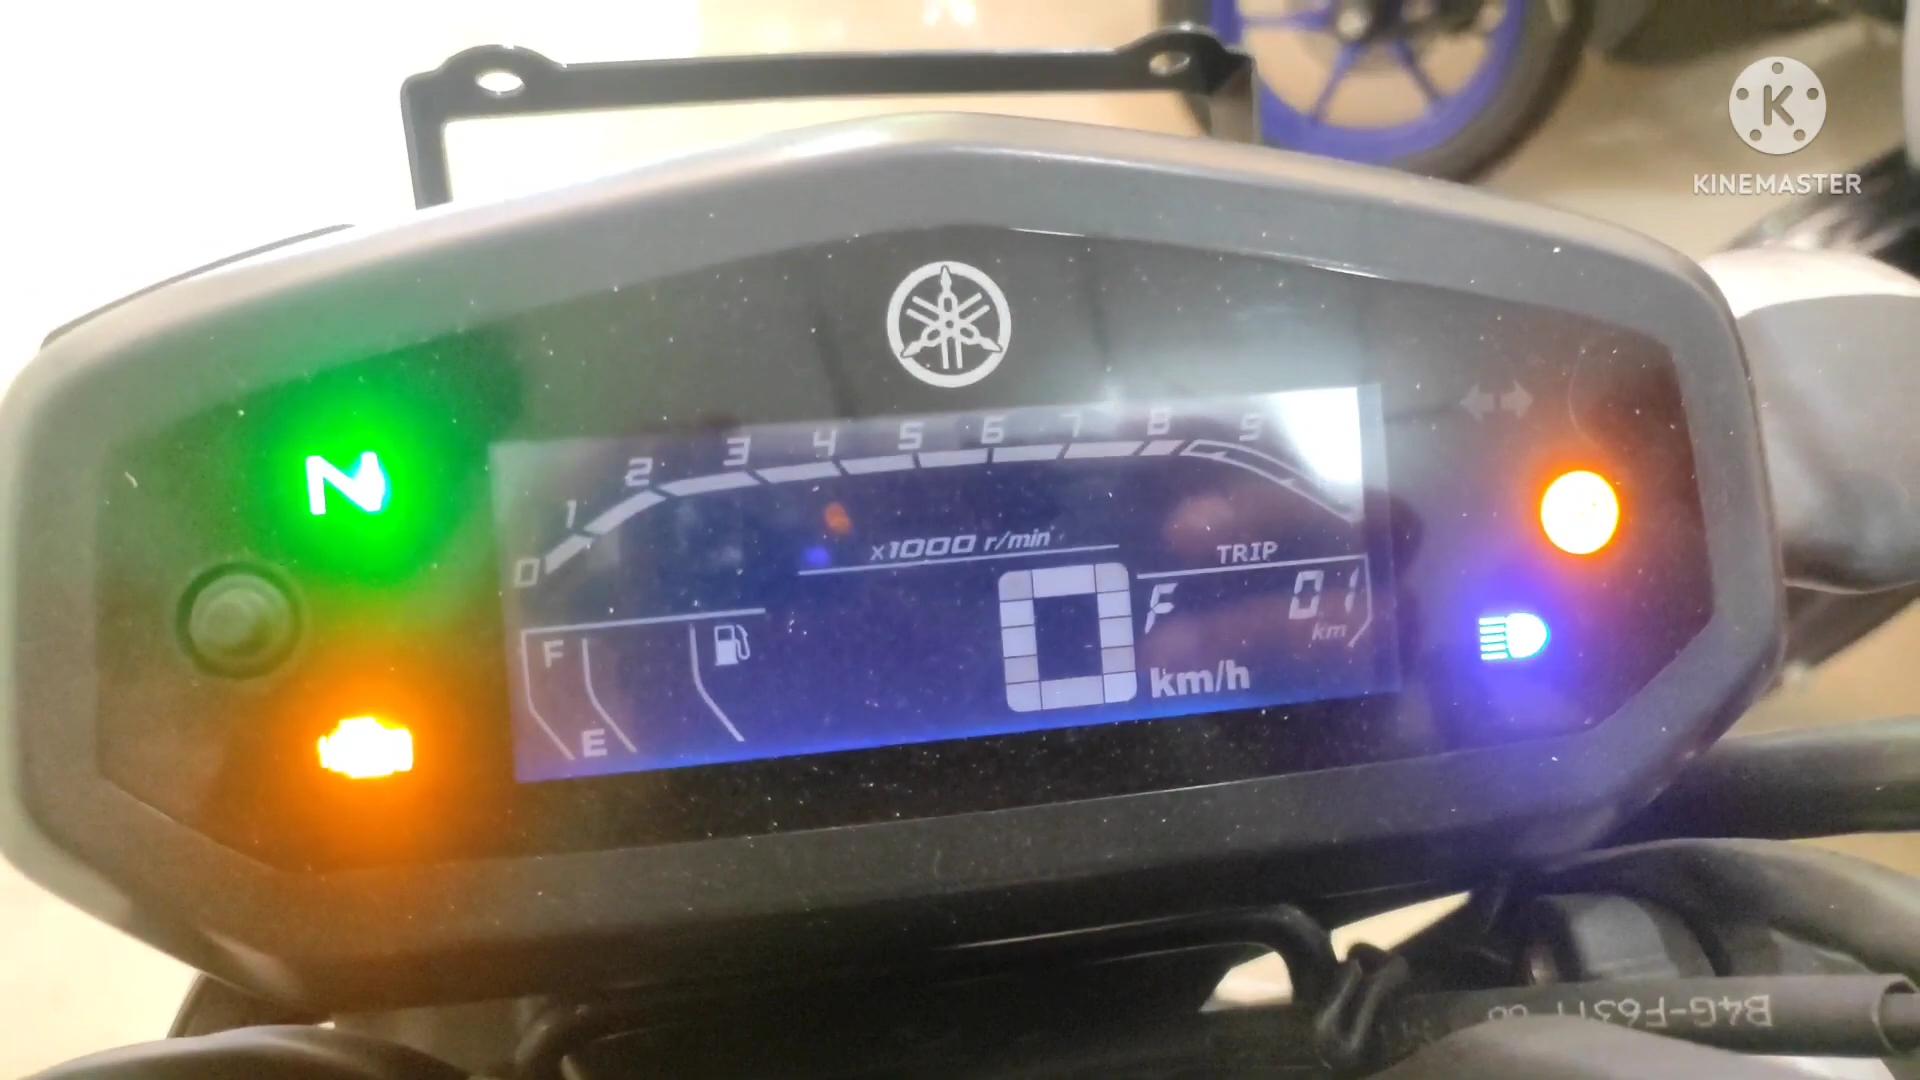 KINEMASTER
N
0 1 2 3 4 5 6 7 8 9
x1000 r/min
TRIP
F 0.1
km
F
E
0 km/h
B4G-F6311